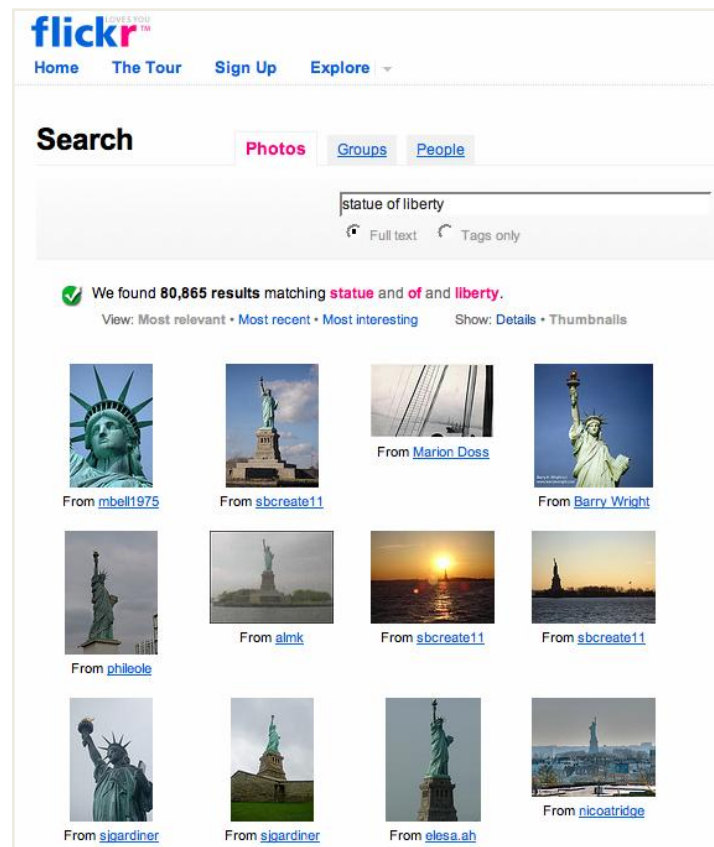 LOVES YOU
flickr™
Home The Tour Sign Up Explore
Search Photos Groups People
statue of liberty
Full text Tags only
We found 80,865 results matching statue and of and liberty.
View: Most relevant • Most recent • Most interesting Show: Details • Thumbnails
From mbell1975 From sbcreate11 From Marion Doss From Barry Wright
From phileole From almk From sbcreate11 From sbcreate11
From sjgardiner From sjgardiner From elesa.ah From nicoatridge